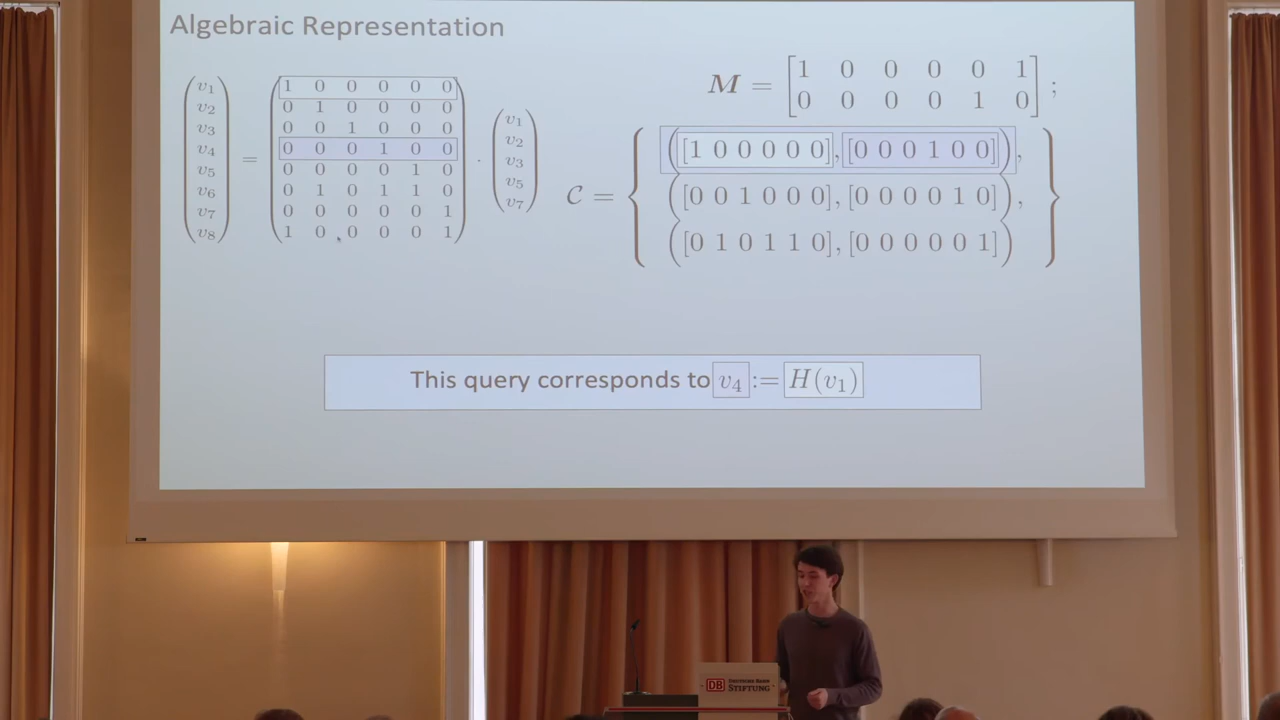 Algebraic Representation
v1
v2
v3
v4
v5
v6
v7
v8
=
1 0 0 0 0 0
0 1 0 0 0 0
0 0 1 0 0 0
0 0 0 1 0 0
0 0 0 0 1 0
0 1 0 1 1 0
0 0 0 0 0 1
1 0 0 0 0 1
·
v1
v2
v3
v5
v7
M = [1 0 0 0 0 1
0 0 0 0 1 0] ;
C = {
([1 0 0 0 0 0], [0 0 0 1 0 0]),
([0 0 1 0 0 0], [0 0 0 0 1 0]),
([0 1 0 1 1 0], [0 0 0 0 0 1])
}
This query corresponds to v4 := H(v1)
DB DEUTSCHE BAHN
STIFTUNG